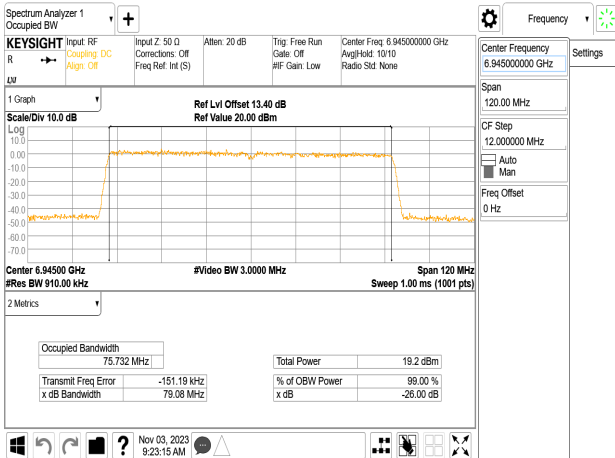 Spectrum Analyzer 1
Occupied BW
Frequency
KEYSIGHT
R
Input: RF
Coupling: DC
Align: Off
Input Z: 50 Ω
Corrections: Off
Freq Ref: Int (S)
Atten: 20 dB
Trig: Free Run
Gate: Off
#IF Gain: Low
Center Freq: 6.945000000 GHz
Avg|Hold: 10/10
Radio Std: None
Center Frequency
6.945000000 GHz
Settings
Span
120.00 MHz
CF Step
12.000000 MHz
Auto
Man
Freq Offset
0 Hz
1 Graph
Scale/Div 10.0 dB
Ref Lvl Offset 13.40 dB
Ref Value 20.00 dBm
Log
10.0
0.00
-10.0
-20.0
-30.0
-40.0
-50.0
-60.0
-70.0
Center 6.94500 GHz
#Res BW 910.00 kHz
#Video BW 3.0000 MHz
Span 120 MHz
Sweep 1.00 ms (1001 pts)
2 Metrics
Occupied Bandwidth
75.732 MHz
Transmit Freq Error -151.19 kHz
x dB Bandwidth 79.08 MHz
Total Power 19.2 dBm
% of OBW Power 99.00 %
x dB -26.00 dB
?
Nov 03, 2023
9:23:15 AM